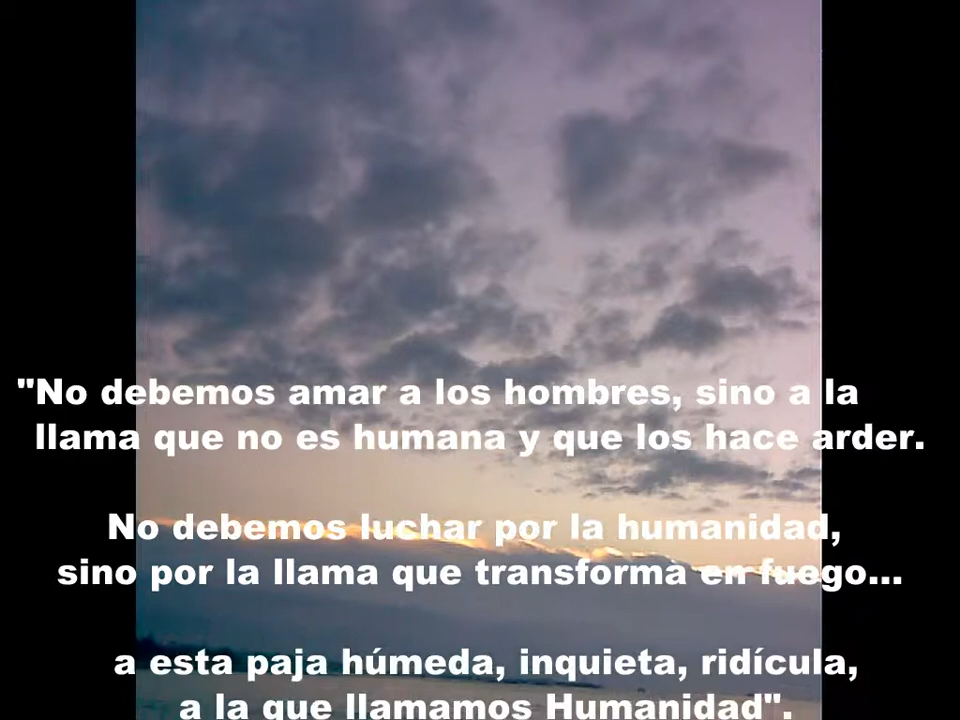 "No debemos amar a los hombres, sino a la
llama que no es humana y que los hace arder.
No debemos luchar por la humanidad,
sino por la llama que transforma en fuego...
a esta paja húmeda, inquieta, ridícula,
a la que llamamos Humanidad".